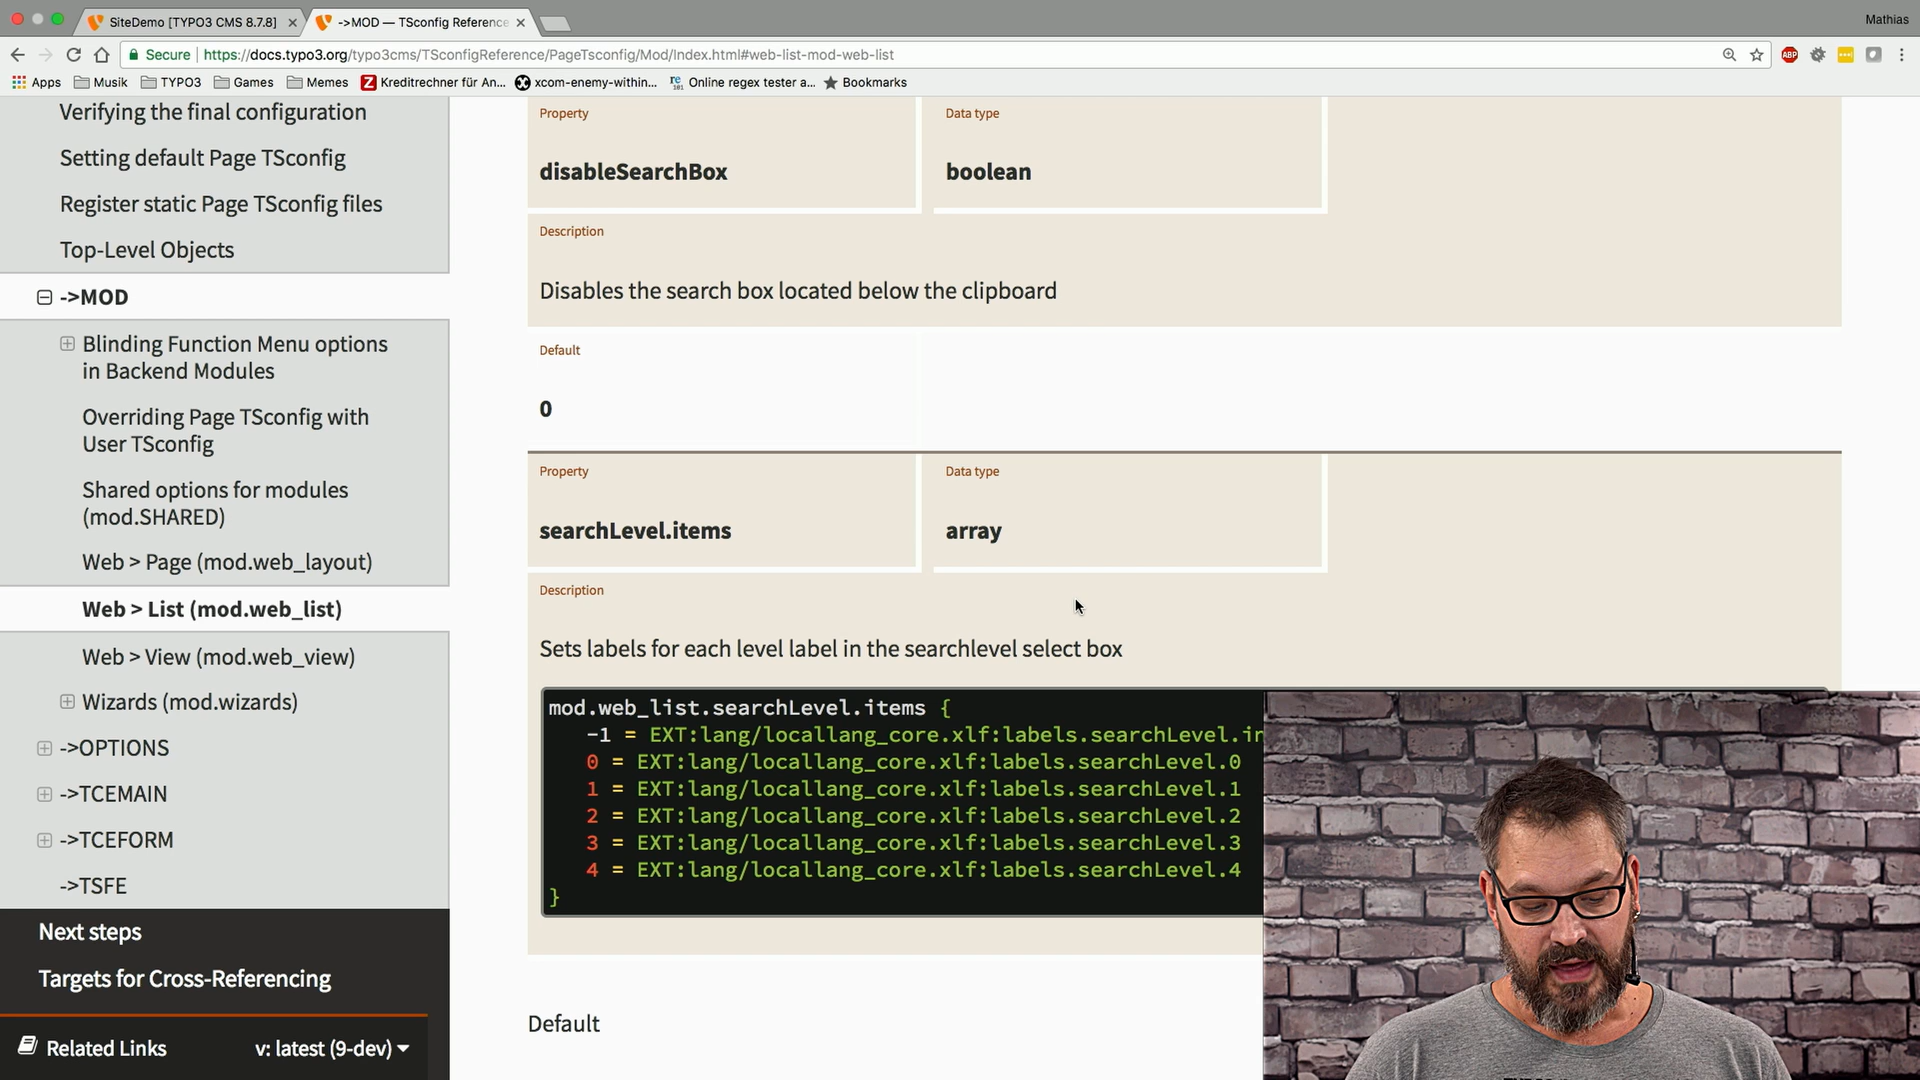 SiteDemo [TYPO3 CMS 8.7.8]
->MOD — TSconfig Reference
Mathias
Secure
https://docs.typo3.org/typo3cms/TSconfigReference/PageTsconfig/Mod/Index.html#web-list-mod-web-list
ABP
Apps
Musik
TYPO3
Games
Memes
Z
Kreditrechner für An...
xcom-enemy-within...
Online regex tester a...
Bookmarks
Verifying the final configuration
Setting default Page TSconfig
Register static Page TSconfig files
Top-Level Objects
->MOD
Blinding Function Menu options
in Backend Modules
Overriding Page TSconfig with
User TSconfig
Shared options for modules
(mod.SHARED)
Web > Page (mod.web_layout)
Web > List (mod.web_list)
Web > View (mod.web_view)
Wizards (mod.wizards)
->OPTIONS
->TCEMAIN
->TCEFORM
->TSFE
Next steps
Targets for Cross-Referencing
Related Links
v: latest (9-dev)
Property
Data type
disableSearchBox
boolean
Description
Disables the search box located below the clipboard
Default
0
Property
Data type
searchLevel.items
array
Description
Sets labels for each level label in the searchlevel select box
mod.web_list.searchLevel.items {
-1 = EXT:lang/locallang_core.xlf:labels.searchLevel.in
0 = EXT:lang/locallang_core.xlf:labels.searchLevel.0
1 = EXT:lang/locallang_core.xlf:labels.searchLevel.1
2 = EXT:lang/locallang_core.xlf:labels.searchLevel.2
3 = EXT:lang/locallang_core.xlf:labels.searchLevel.3
4 = EXT:lang/locallang_core.xlf:labels.searchLevel.4
}
Default